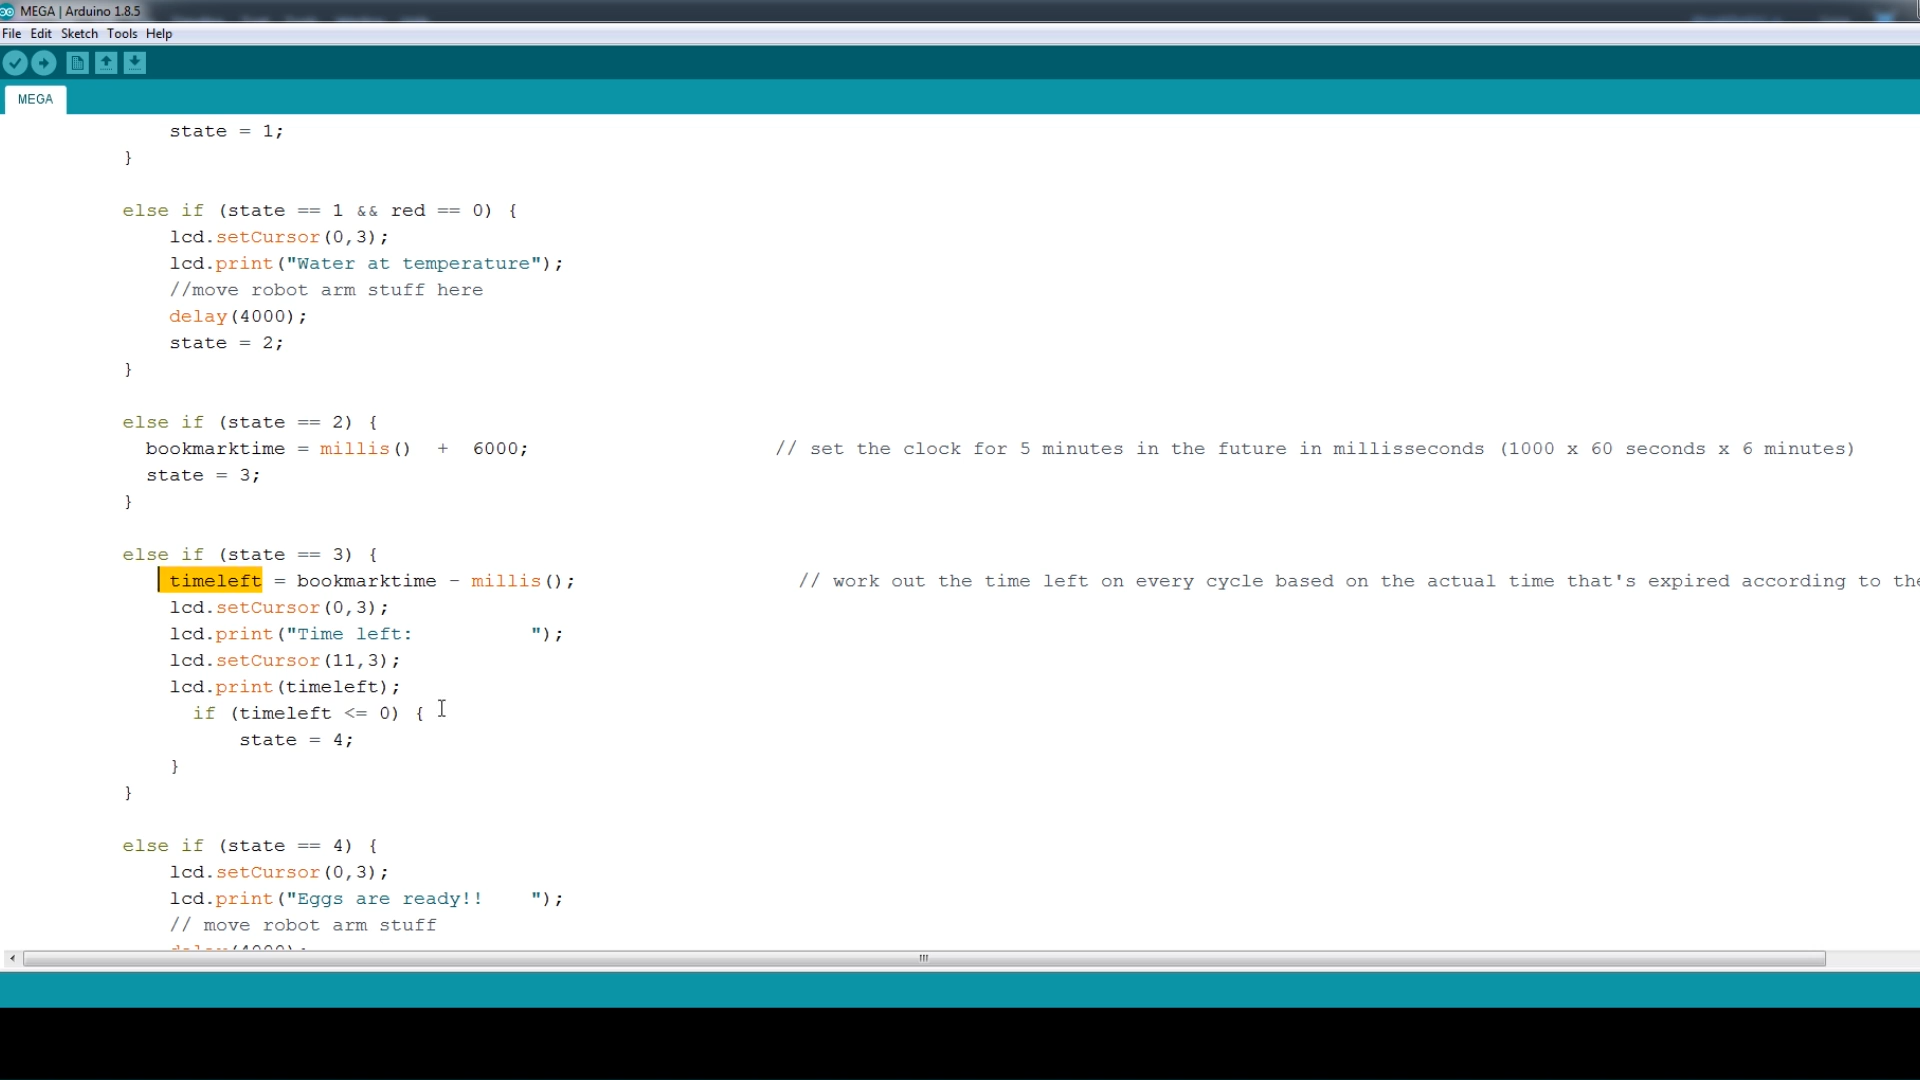 MEGA | Arduino 1.8.5
File Edit Sketch Tools Help
MEGA
state = 1;
}
else if (state == 1 && red == 0) {
lcd.setCursor(0,3);
lcd.print("Water at temperature");
//move robot arm stuff here
delay(4000);
state = 2;
}
else if (state == 2) {
bookmarktime = millis() + 6000; // set the clock for 5 minutes in the future in millisseconds (1000 x 60 seconds x 6 minutes)
state = 3;
}
else if (state == 3) {
timeleft = bookmarktime - millis(); // work out the time left on every cycle based on the actual time that's expired according to the
lcd.setCursor(0,3);
lcd.print("Time left:          ");
lcd.setCursor(11,3);
lcd.print(timeleft);
if (timeleft <= 0) {
state = 4;
}
}
else if (state == 4) {
lcd.setCursor(0,3);
lcd.print("Eggs are ready!!    ");
// move robot arm stuff